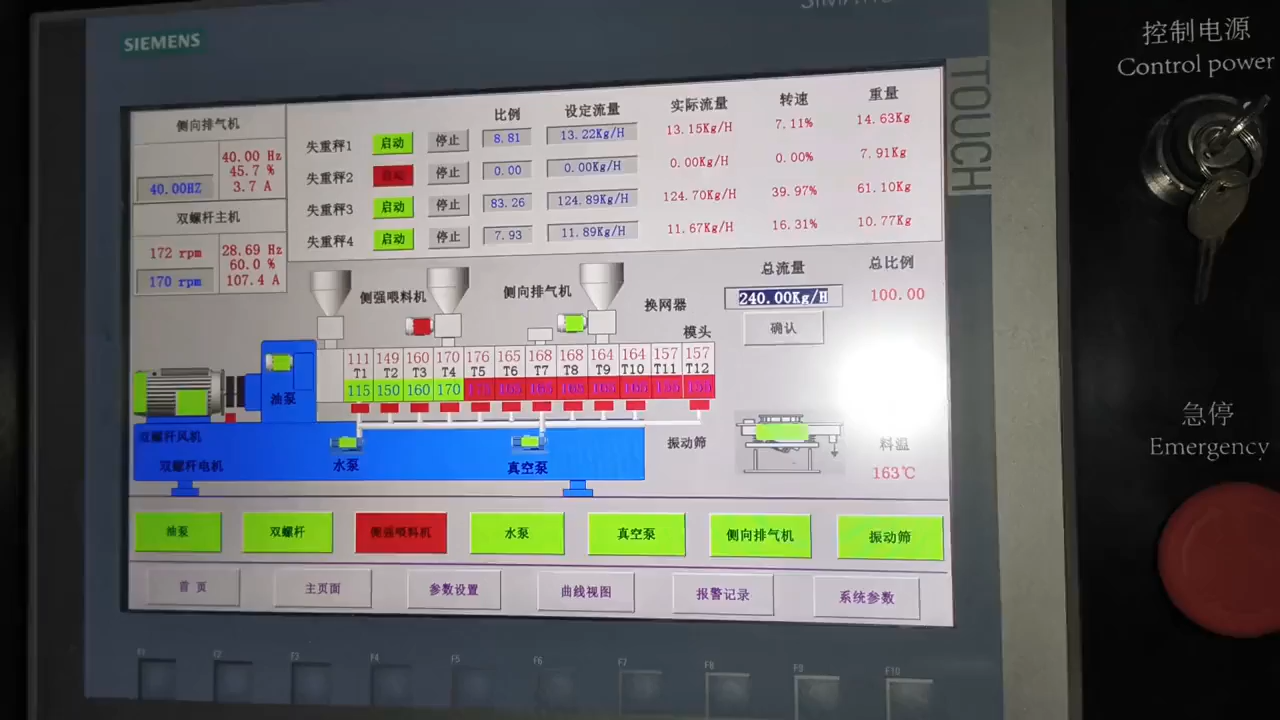 SIEMENS
TOUCH
控制电源
Control power
急停
Emergency
侧向排气机
40.00 Hz
45.7 %
40.00HZ
3.7 A
双螺杆主机
172 rpm
28.69 Hz
60.0 %
170 rpm
107.4 A
比例 设定流量 实际流量 转速 重量
失重秤1 启动 停止 8.81 13.22Kg/H 13.15Kg/H 7.11% 14.63Kg
失重秤2 启动 停止 0.00 0.00Kg/H 0.00Kg/H 0.00% 7.91Kg
失重秤3 启动 停止 83.26 124.89Kg/H 124.70Kg/H 39.97% 61.10Kg
失重秤4 启动 停止 7.93 11.89Kg/H 11.67Kg/H 16.31% 10.77Kg
总流量 总比例
240.00Kg/H 100.00
确认
侧强喂料机 侧向排气机 换网器
模头
111 149 160 170 176 165 168 168 164 164 157 157
T1 T2 T3 T4 T5 T6 T7 T8 T9 T10 T11 T12
115 150 160 170
油泵
双螺杆风机
双螺杆电机
水泵
真空泵
振动筛
料温
163℃
油泵 双螺杆 侧强喂料机 水泵 真空泵 侧向排气机 振动筛
首 页 主页面 参数设置 曲线视图 报警记录 系统参数
F1 F2 F3 F4 F5 F6 F7 F8 F9 F10